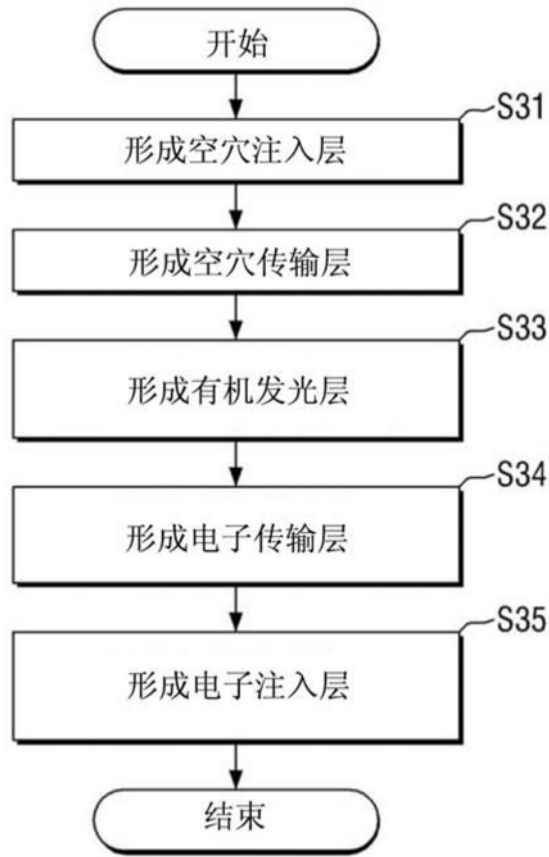 开始
S31
形成空穴注入层
S32
形成空穴传输层
S33
形成有机发光层
S34
形成电子传输层
S35
形成电子注入层
结束